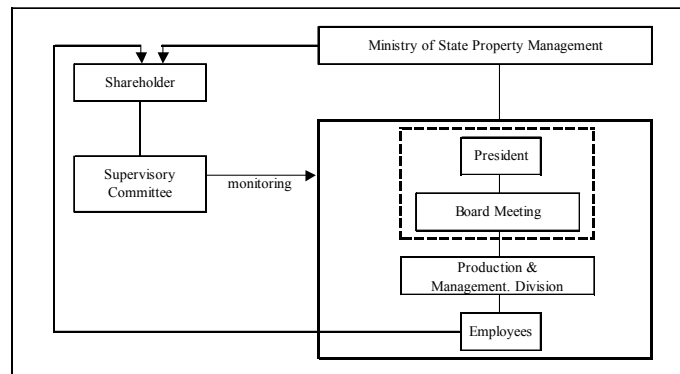 Ministry of State Property Management
Shareholder
President
Supervisory
Committee
monitoring
Board Meeting
Production &
Management. Division
Employees